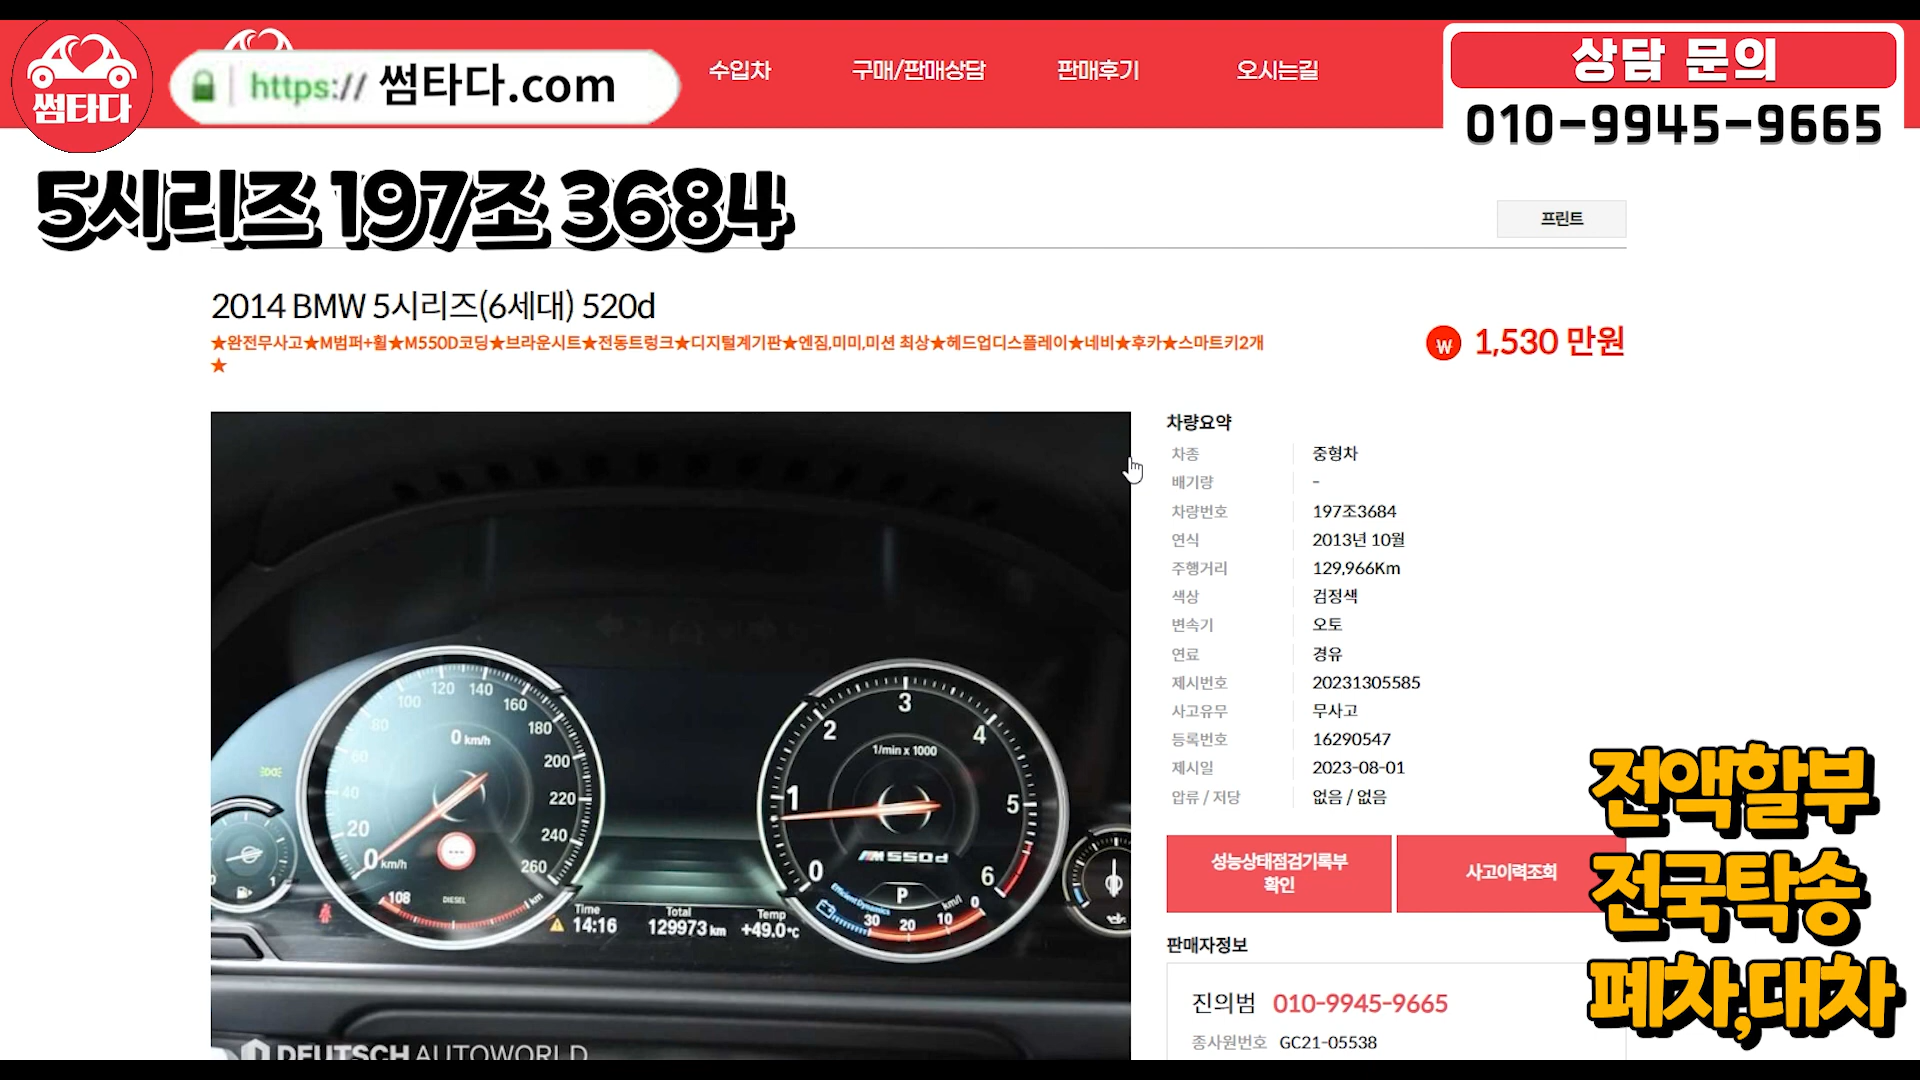 썸타다
https:// 썸타다.com
수입차
구매/판매상담
판매후기
오시는길
상담 문의
010-9945-9665
5시리즈 197조 3684
프린트
2014 BMW 5시리즈(6세대) 520d
★완전무사고★M범퍼+휠★M550D코딩★브라운시트★전동트렁크★디지털계기판★엔짐,미미,미션 최상★헤드업디스플레이★네비★후카★스마트키2개
★
₩ 1,530 만원
차량요약
차종 중형차
배기량 -
차량번호 197조3684
연식 2013년 10월
주행거리 129,966Km
색상 검정색
변속기 오토
연료 경유
제시번호 20231305585
사고유무 무사고
등록번호 16290547
제시일 2023-08-01
압류 / 저당 없음 / 없음
성능상태점검기록부
확인
사고이력조회
판매자정보
진의범 010-9945-9665
종사원번호 GC21-05538
전액할부
전국탁송
폐차,대차
0 20 40 60 80 100 120 140 160 180 200 220 240 260
0 km/h
km/h
108 DIESEL km
Time
14:16
Total
129973 km
Temp
+49.0°C
0 1 2 3 4 5 6
1/min x 1000
M550d
P
Efficient Dynamics
30 20 10 0
km/l
DEUTSCH AUTOWORLD